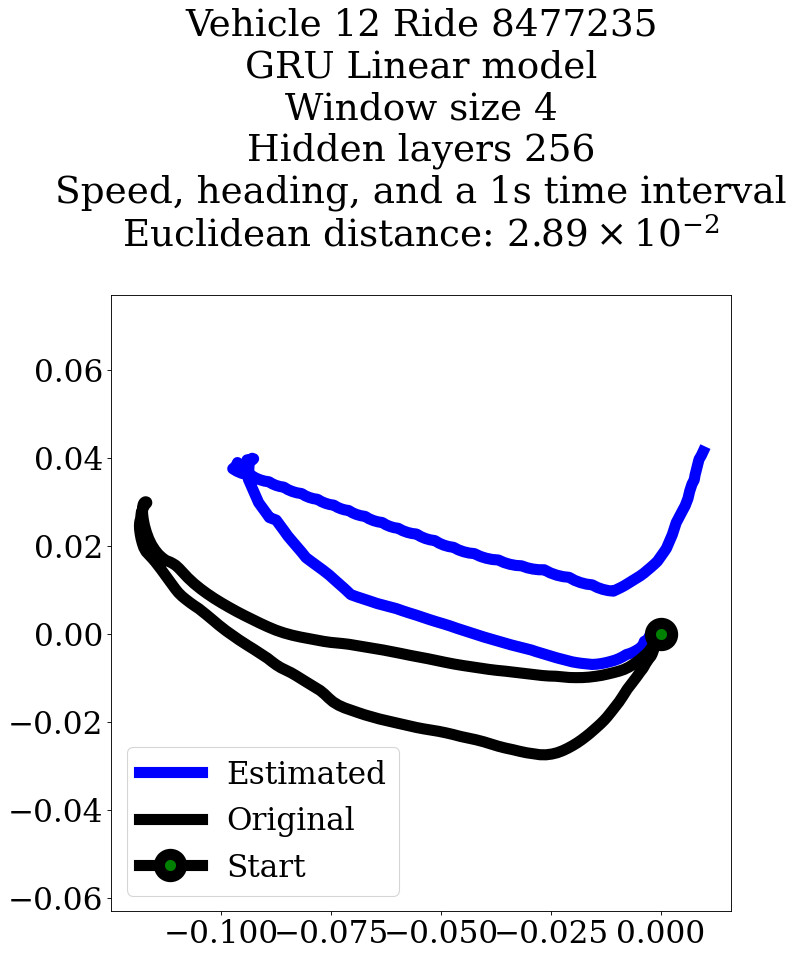 Vehicle 12 Ride 8477235
GRU Linear model
Window size 4
Hidden layers 256
Speed, heading, and a 1s time interval
Euclidean distance: 2.89 × 10⁻²
0.06
0.04
0.02
0.00
−0.02
−0.04
−0.06
Estimated
Original
Start
−0.100 −0.075 −0.050 −0.025 0.000